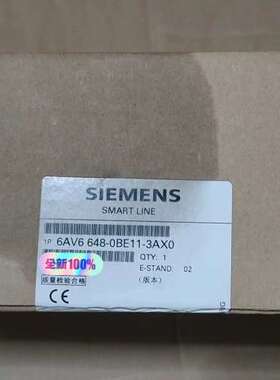 SIEMENS
SMART LINE
1P 6AV6 648-0BE11-3AX0
全新100%
QTY: 1
E-STAND: 02
质量检验合格
(版本)
CE